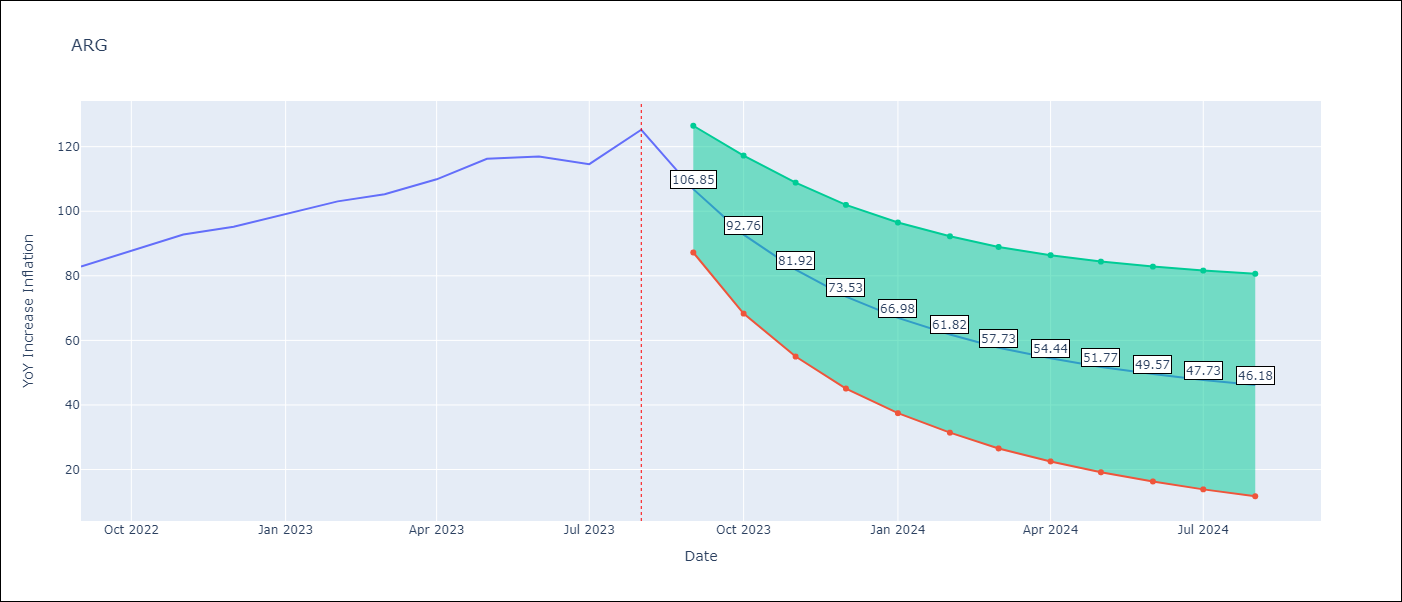 ARG
YoY Increase Inflation
120
100
80
60
40
20
106.85
92.76
81.92
73.53
66.98
61.82
57.73
54.44
51.77
49.57
47.73
46.18
Oct 2022
Jan 2023
Apr 2023
Jul 2023
Oct 2023
Jan 2024
Apr 2024
Jul 2024
Date